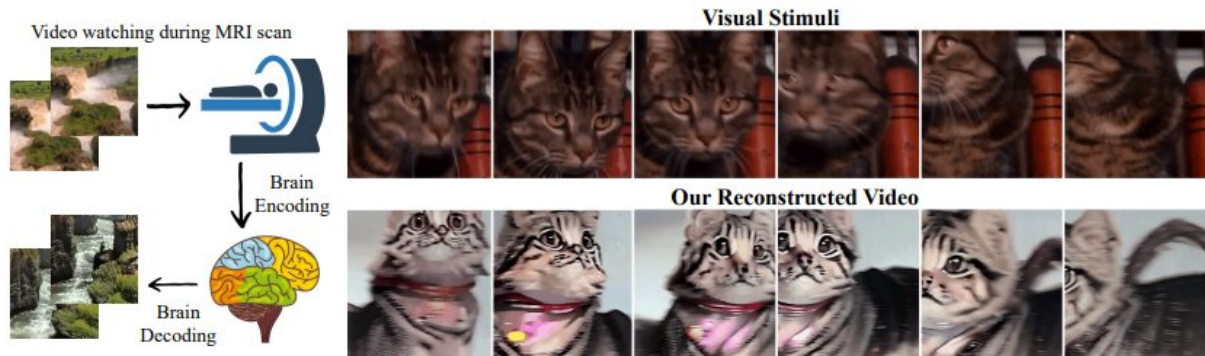 Video watching during MRI scan
Brain
Encoding
Brain
Decoding
Visual Stimuli
Our Reconstructed Video